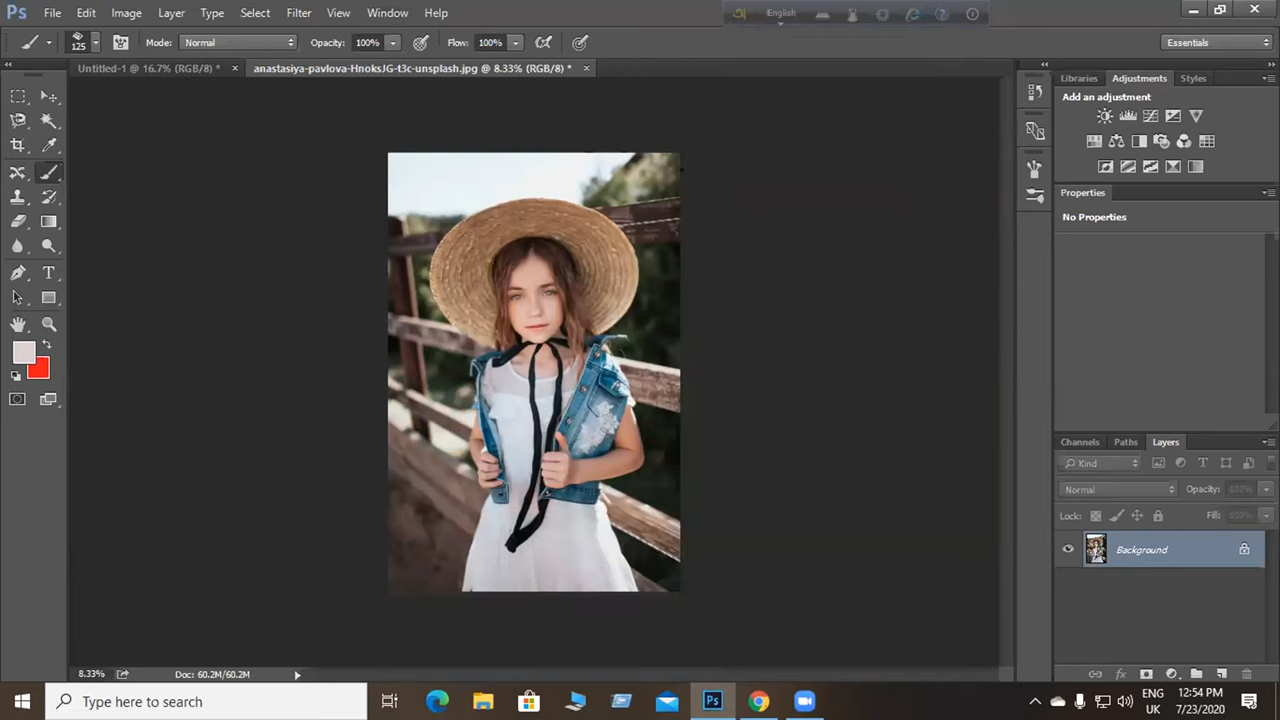 Ps File Edit Image Layer Type Select Filter View Window Help
English
125 Mode: Normal Opacity: 100% Flow: 100% Essentials
Untitled-1 @ 16.7% (RGB/8) * anastasiya-pavlova-HnoksJG-t3c-unsplash.jpg @ 8.33% (RGB/8) *
Libraries Adjustments Styles
Add an adjustment
Properties
No Properties
Channels Paths Layers
Kind
Normal Opacity: 100%
Lock: Fill: 100%
Background
8.33% Doc: 60.2M/60.2M
Type here to search
Ps
ENG
UK
12:54 PM
7/23/2020